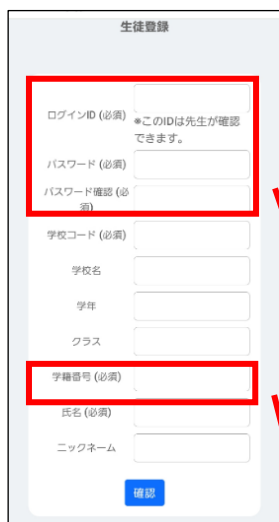 生徒登録
ログインID (必須)
※このIDは先生が確認
できます。
パスワード (必須)
パスワード確認 (必
須)
学校コード (必須)
学校名
学年
クラス
学籍番号 (必須)
氏名 (必須)
ニックネーム
確認